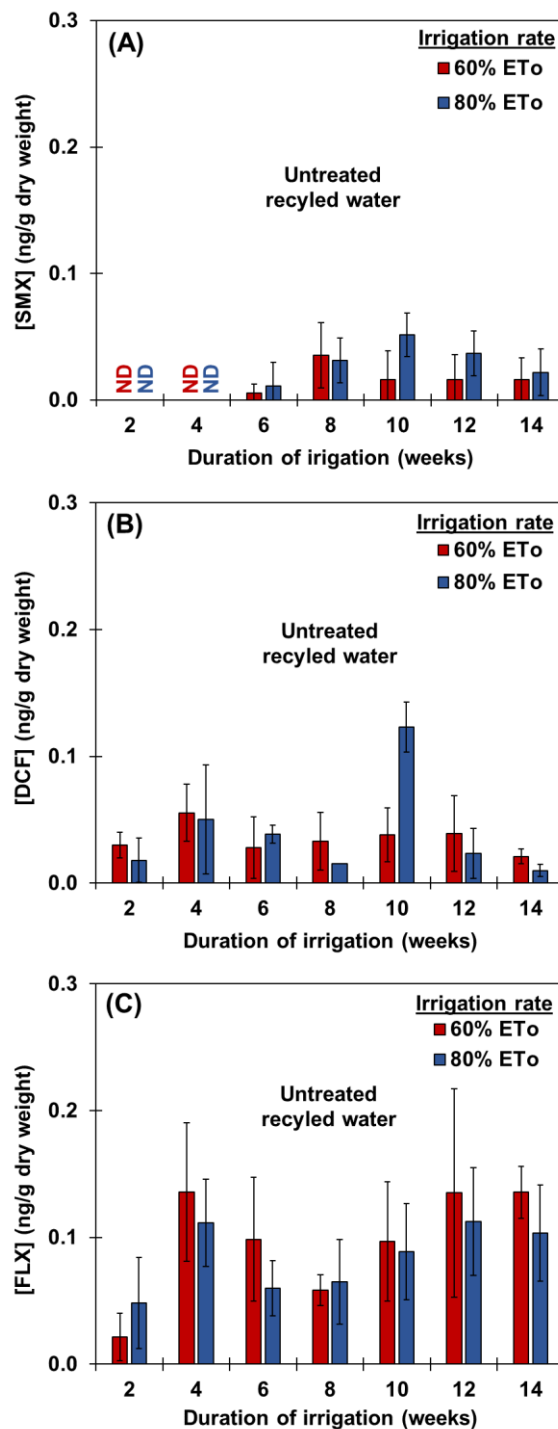 (A)
Irrigation rate
60% ETo
80% ETo
Untreated
recyled water
[SMX] (ng/g dry weight)
0.3
0.2
0.1
0.0
ND
ND
ND
ND
2 4 6 8 10 12 14
Duration of irigation (weeks)
(B)
Irrigation rate
60% ETo
80% ETo
Untreated
recyled water
[DCF] (ng/g dry weight)
0.3
0.2
0.1
0.0
2 4 6 8 10 12 14
Duration of irigation (weeks)
(C)
Irrigation rate
60% ETo
80% ETo
Untreated
recyled water
[FLX] (ng/g dry weight)
0.3
0.2
0.1
0.0
2 4 6 8 10 12 14
Duration of irigation (weeks)